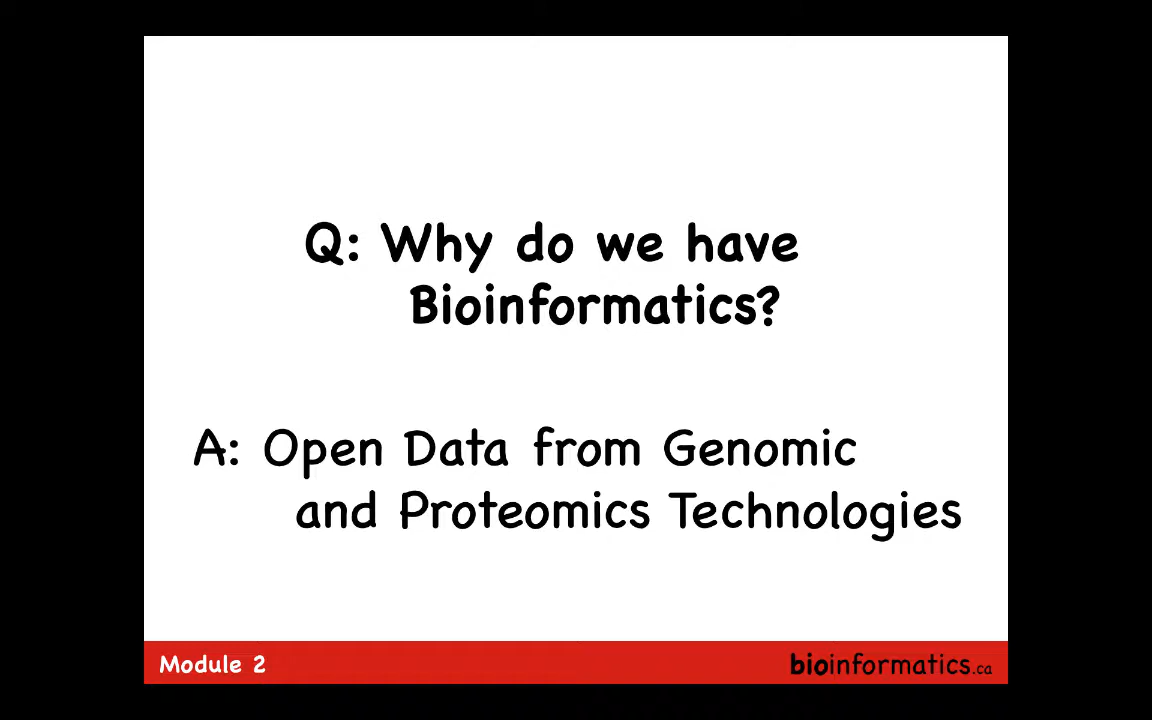 Q: Why do we have
Bioinformatics?
A: Open Data from Genomic
and Proteomics Technologies
Module 2
bioinformatics.ca